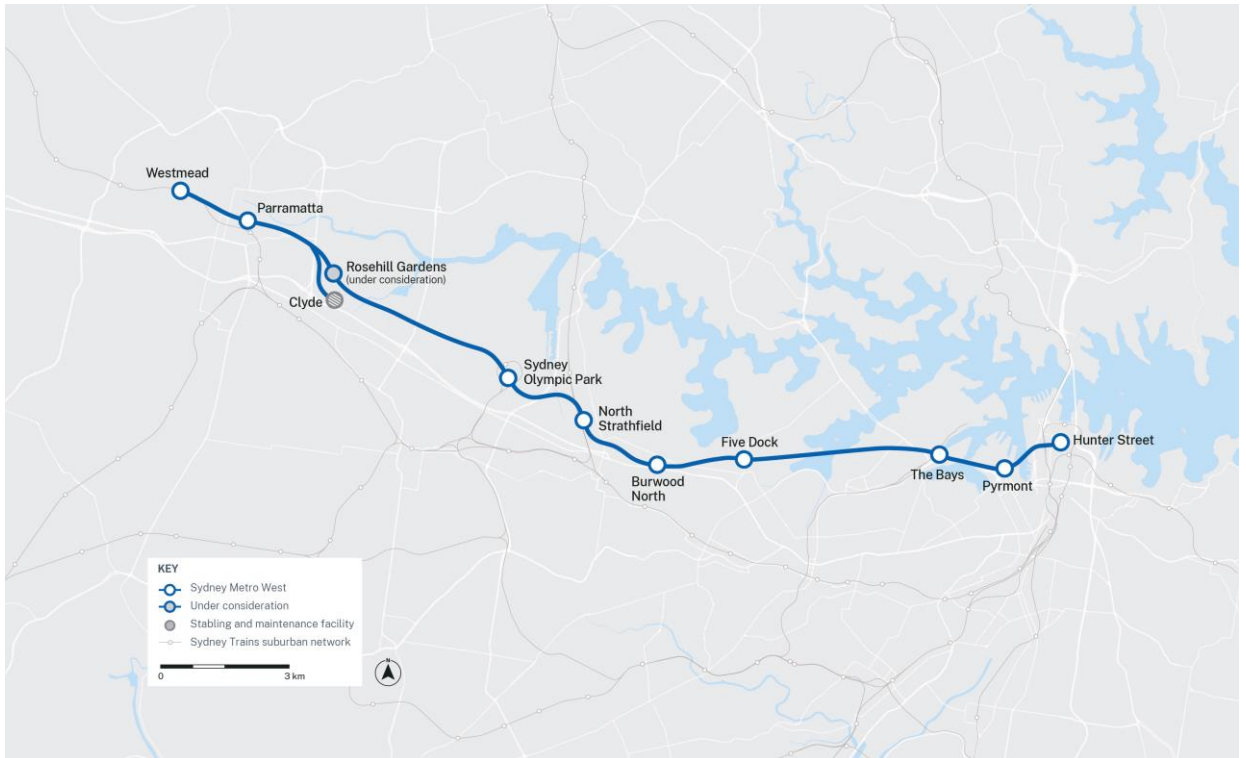 Westmead
Parramatta
Rosehill Gardens
(under consideration)
Clyde
Sydney
Olympic Park
North
Strathfield
Burwood
North
Five Dock
The Bays
Pyrmont
Hunter Street
KEY
Sydney Metro West
Under consideration
Stabling and maintenance facility
Sydney Trains suburban network
0 3 km
N